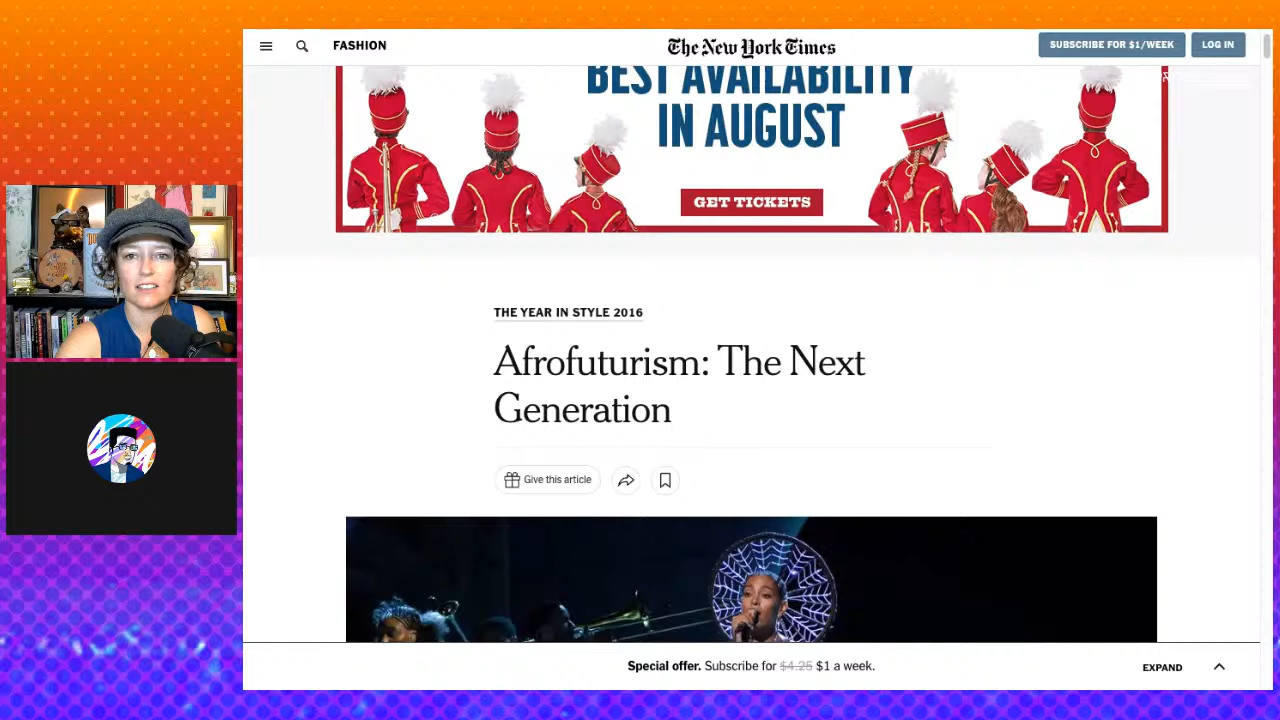 FASHION
The New York Times
SUBSCRIBE FOR $1/WEEK
LOG IN
BEST AVAILABILITY
IN AUGUST
GET TICKETS
THE YEAR IN STYLE 2016
Afrofuturism: The Next
Generation
Give this article
Special offer. Subscribe for $4.25 $1 a week.
EXPAND